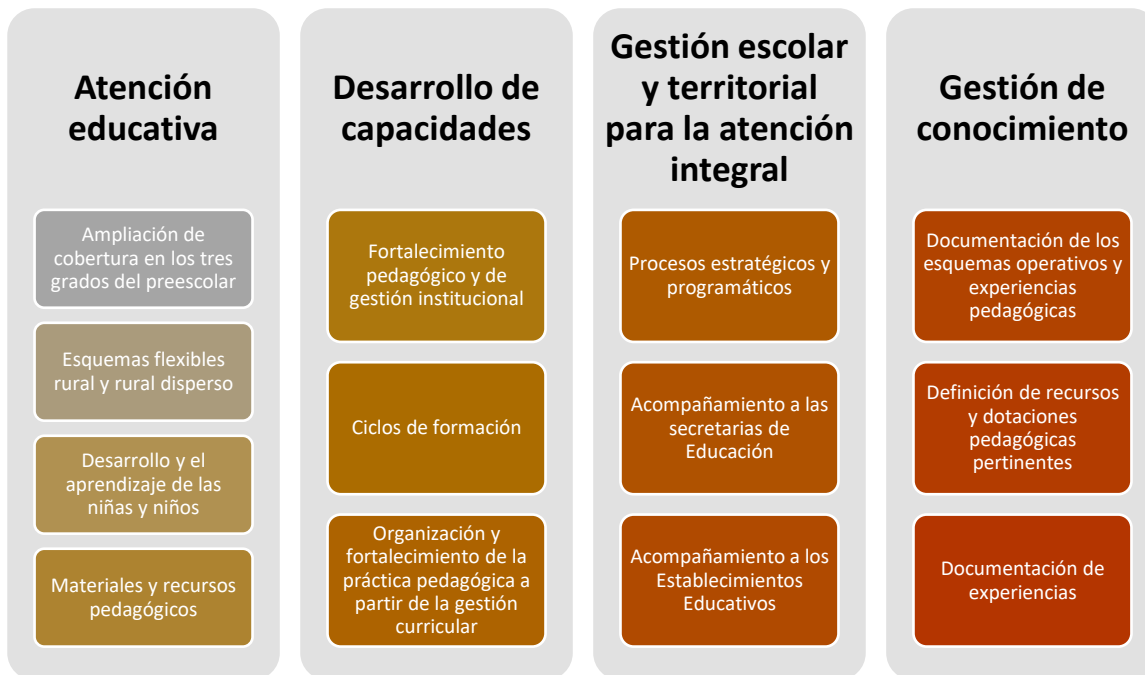 Atención
educativa
Ampliación de
cobertura en los tres
grados del preescolar
Esquemas flexibles
rural y rural disperso
Desarrollo y el
aprendizaje de las
niñas y niños
Materiales y recursos
pedagógicos
Desarrollo de
capacidades
Fortalecimiento
pedagógico y de
gestión institucional
Ciclos de formación
Organización y
fortalecimiento de la
práctica pedagógica a
partir de la gestión
curricular
Gestión escolar
y territorial
para la atención
integral
Procesos estratégicos y
programáticos
Acompañamiento a las
secretarias de
Educación
Acompañamiento a los
Establecimientos
Educativos
Gestión de
conocimiento
Documentación de los
esquemas operativos y
experiencias
pedagógicas
Definición de recursos
y dotaciones
pedagógicas
pertinentes
Documentación de
experiencias